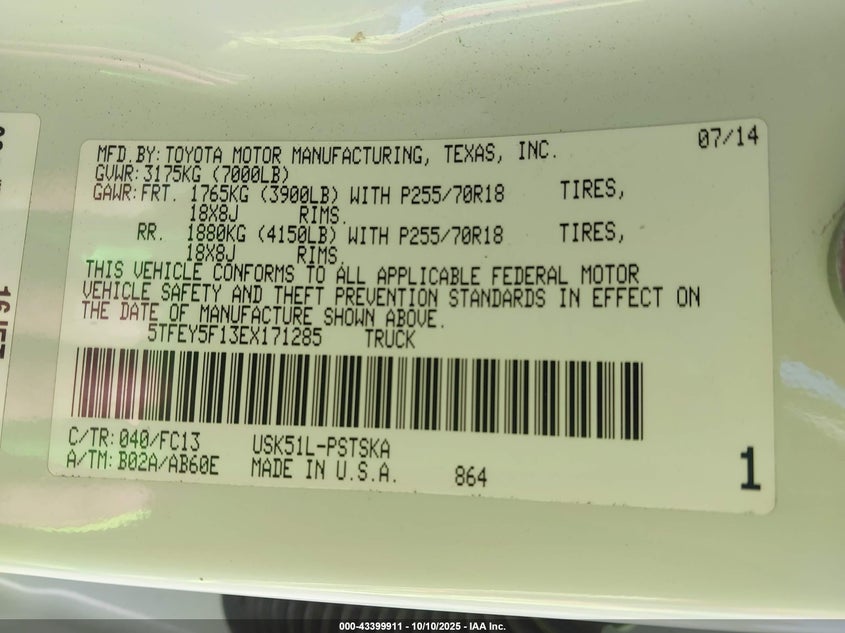 07/14
MFD.BY: TOYOTA MOTOR MANUFACTURING, TEXAS, INC.
GVWR: 3175KG (7000LB)
GAWR: FRT. 1765KG (3900LB) WITH P255/70R18 TIRES,
18X8J RIMS.
RR. 1880KG (4150LB) WITH P255/70R18 TIRES,
18X8J RIMS.
THIS VEHICLE CONFORMS TO ALL APPLICABLE FEDERAL MOTOR
VEHICLE SAFETY AND THEFT PREVENTION STANDARDS IN EFFECT ON
THE DATE OF MANUFACTURE SHOWN ABOVE.
5TFEY5F13EX171285 TRUCK
C/TR: 040/FC13 USK51L-PSTSKA
A/TM: B02A/AB60E MADE IN U.S.A. 864
1
000-43399911 - 10/10/2025 - IAA Inc.